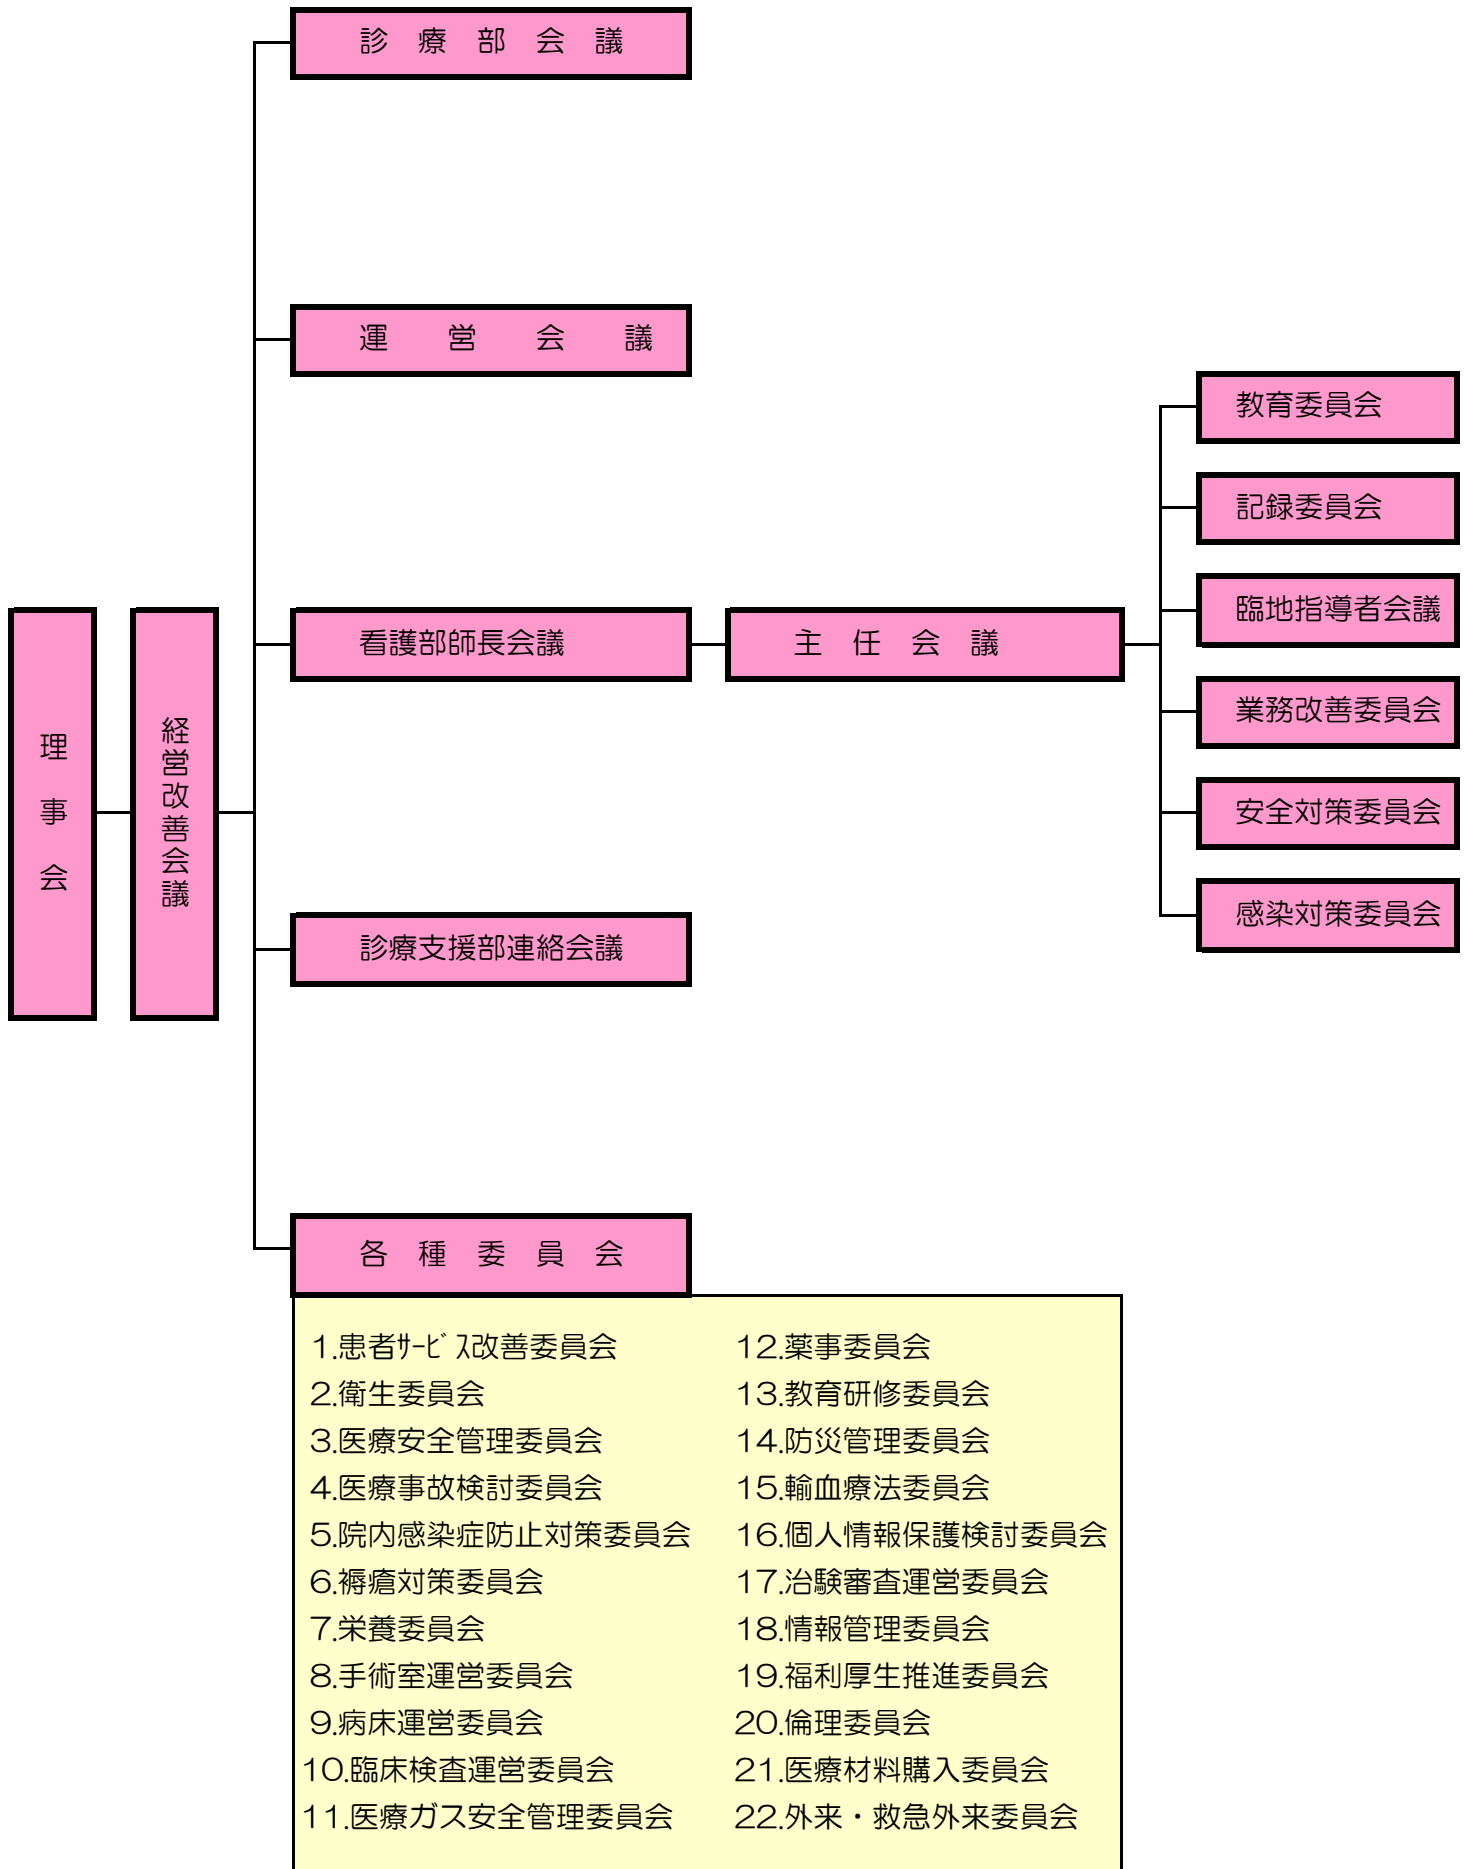 診　療　部　会　議
運　　営　　会　　議
教育委員会
記録委員会
臨地指導者会議
看護部師長会議
主　任　会　議
業務改善委員会
理事会
経営改善会議
安全対策委員会
感染対策委員会
診療支援部連絡会議
各　種　委　員　会
1.患者ｻｰﾋﾞｽ改善委員会
2.衛生委員会
3.医療安全管理委員会
4.医療事故検討委員会
5.院内感染症防止対策委員会
6.褥瘡対策委員会
7.栄養委員会
8.手術室運営委員会
9.病床運営委員会
10.臨床検査運営委員会
11.医療ガス安全管理委員会
12.薬事委員会
13.教育研修委員会
14.防災管理委員会
15.輸血療法委員会
16.個人情報保護検討委員会
17.治験審査運営委員会
18.情報管理委員会
19.福利厚生推進委員会
20.倫理委員会
21.医療材料購入委員会
22.外来・救急外来委員会